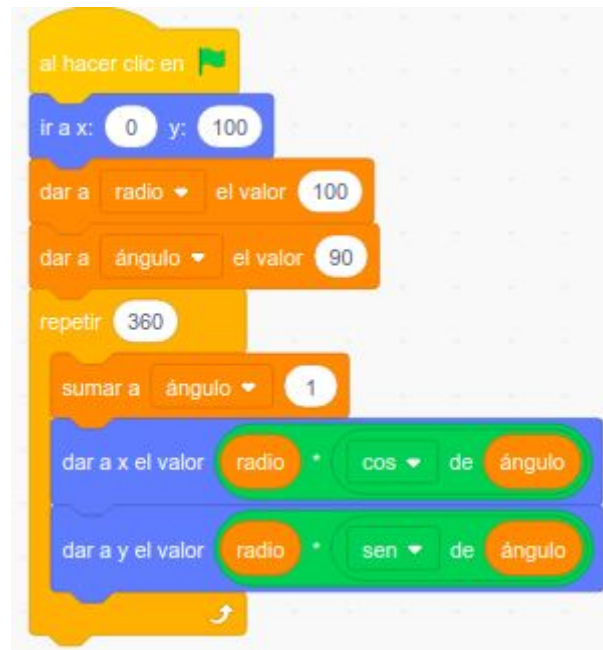 al hacer clic en
ir a x: 0 y: 100
dar a radio el valor 100
dar a ángulo el valor 90
repetir 360
sumar a ángulo 1
dar a x el valor radio * cos de ángulo
dar a y el valor radio * sen de ángulo